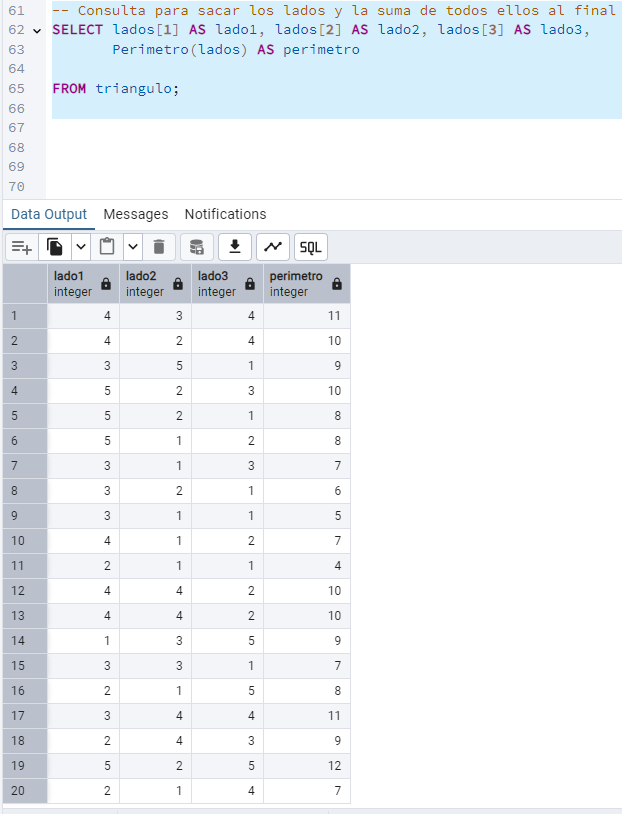 61 -- Consulta para sacar los lados y la suma de todos ellos al final
62 SELECT lados[1] AS lado1, lados[2] AS lado2, lados[3] AS lado3,
63 Perimetro(lados) AS perimetro
64
65 FROM triangulo;
66
67
68
69
70
Data Output Messages Notifications
SQL
lado1 lado2 lado3 perimetro
integer integer integer integer
1 4 3 4 11
2 4 2 4 10
3 3 5 1 9
4 5 2 3 10
5 5 2 1 8
6 5 1 2 8
7 3 1 3 7
8 3 2 1 6
9 3 1 1 5
10 4 1 2 7
11 2 1 1 4
12 4 4 2 10
13 4 4 2 10
14 1 3 5 9
15 3 3 1 7
16 2 1 5 8
17 3 4 4 11
18 2 4 3 9
19 5 2 5 12
20 2 1 4 7